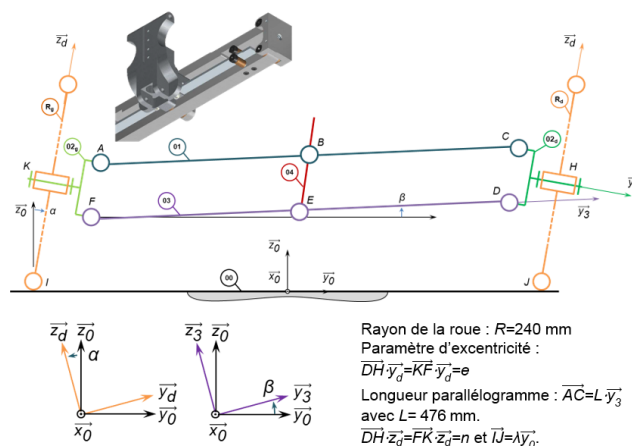 z_d
z_d
R_g
R_d
A
B
C
01
02_g
02_d
K
H
04
y
F
03
E
D
β
z_0
α
y_3
z_0
00
x_0
y_0
I
J
z_d
z_0
α
y_d
y_0
x_0
z_3
z_0
β
y_3
y_0
x_0
Rayon de la roue : R=240 mm
Paramètre d'excentricité :
DH·y_d=KF·y_d=e
Longueur parallélogramme : AC=L·y_3
avec L= 476 mm.
DH·z_d=FK·z_d=n et IJ=λy_0.